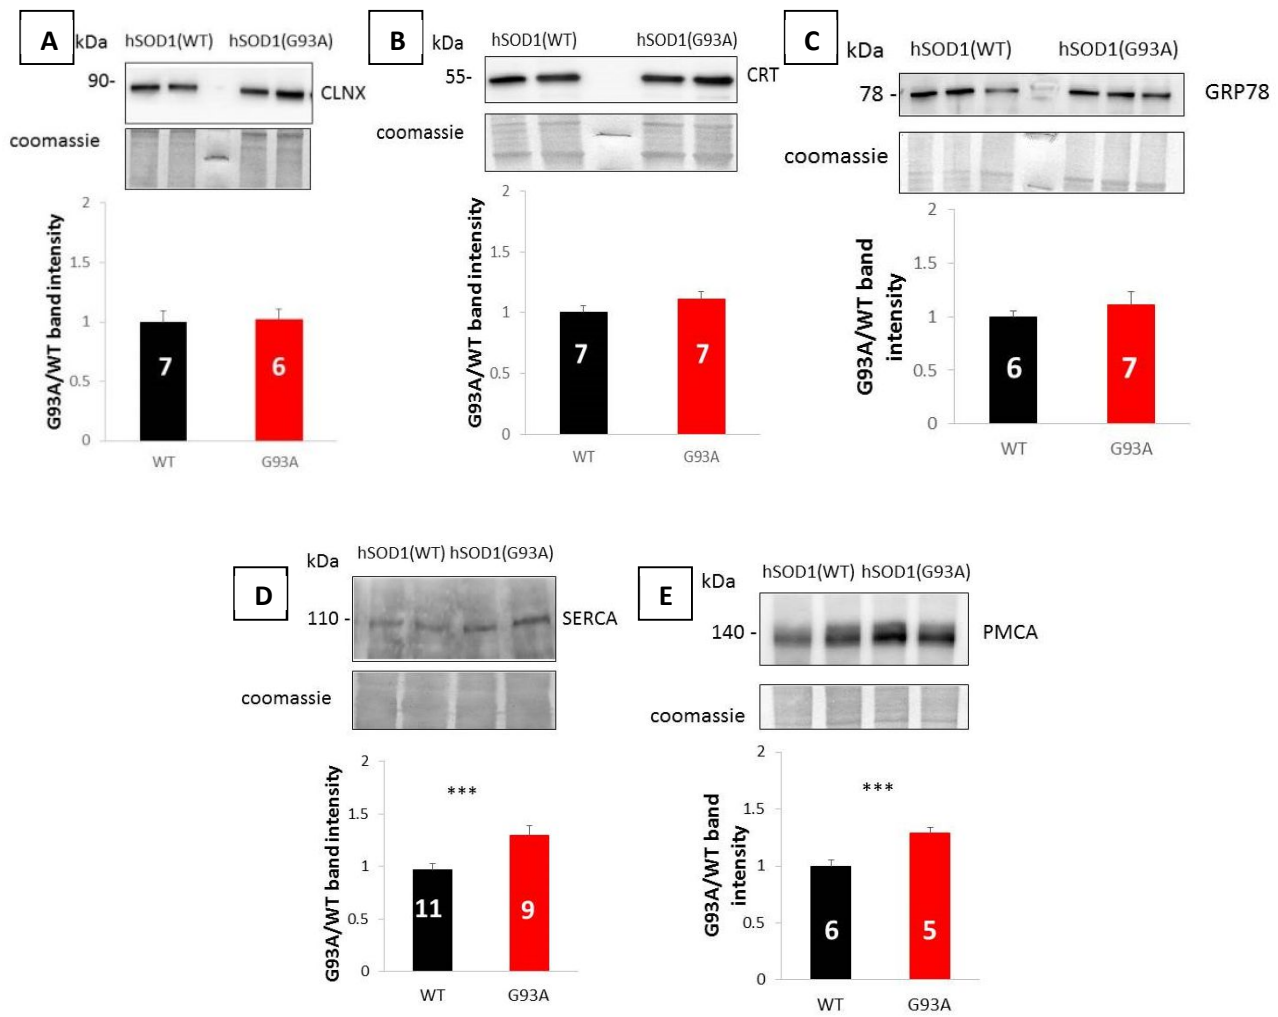 A
kDa
hSOD1(WT) hSOD1(G93A)
90-
CLNX
coomassie
G93A/WT band intensity
2
1.5
1
0.5
0
7
6
WT
G93A
B
kDa
hSOD1(WT)
hSOD1(G93A)
55-
CRT
coomassie
G93A/WT band intensity
2
1.5
1
0.5
0
7
7
WT
G93A
C
kDa
hSOD1(WT)
hSOD1(G93A)
78 -
GRP78
coomassie
G93A/WT band
intensity
2
1.5
1
0.5
0
6
7
WT
G93A
D
kDa
hSOD1(WT) hSOD1(G93A)
110 -
SERCA
coomassie
G93A/WT band intensity
2
1.5
1
0.5
0
***
11
9
WT
G93A
E
kDa
hSOD1(WT) hSOD1(G93A)
140 -
PMCA
coomassie
G93A/WT band
intensity
2
1.5
1
0.5
0
***
6
5
WT
G93A